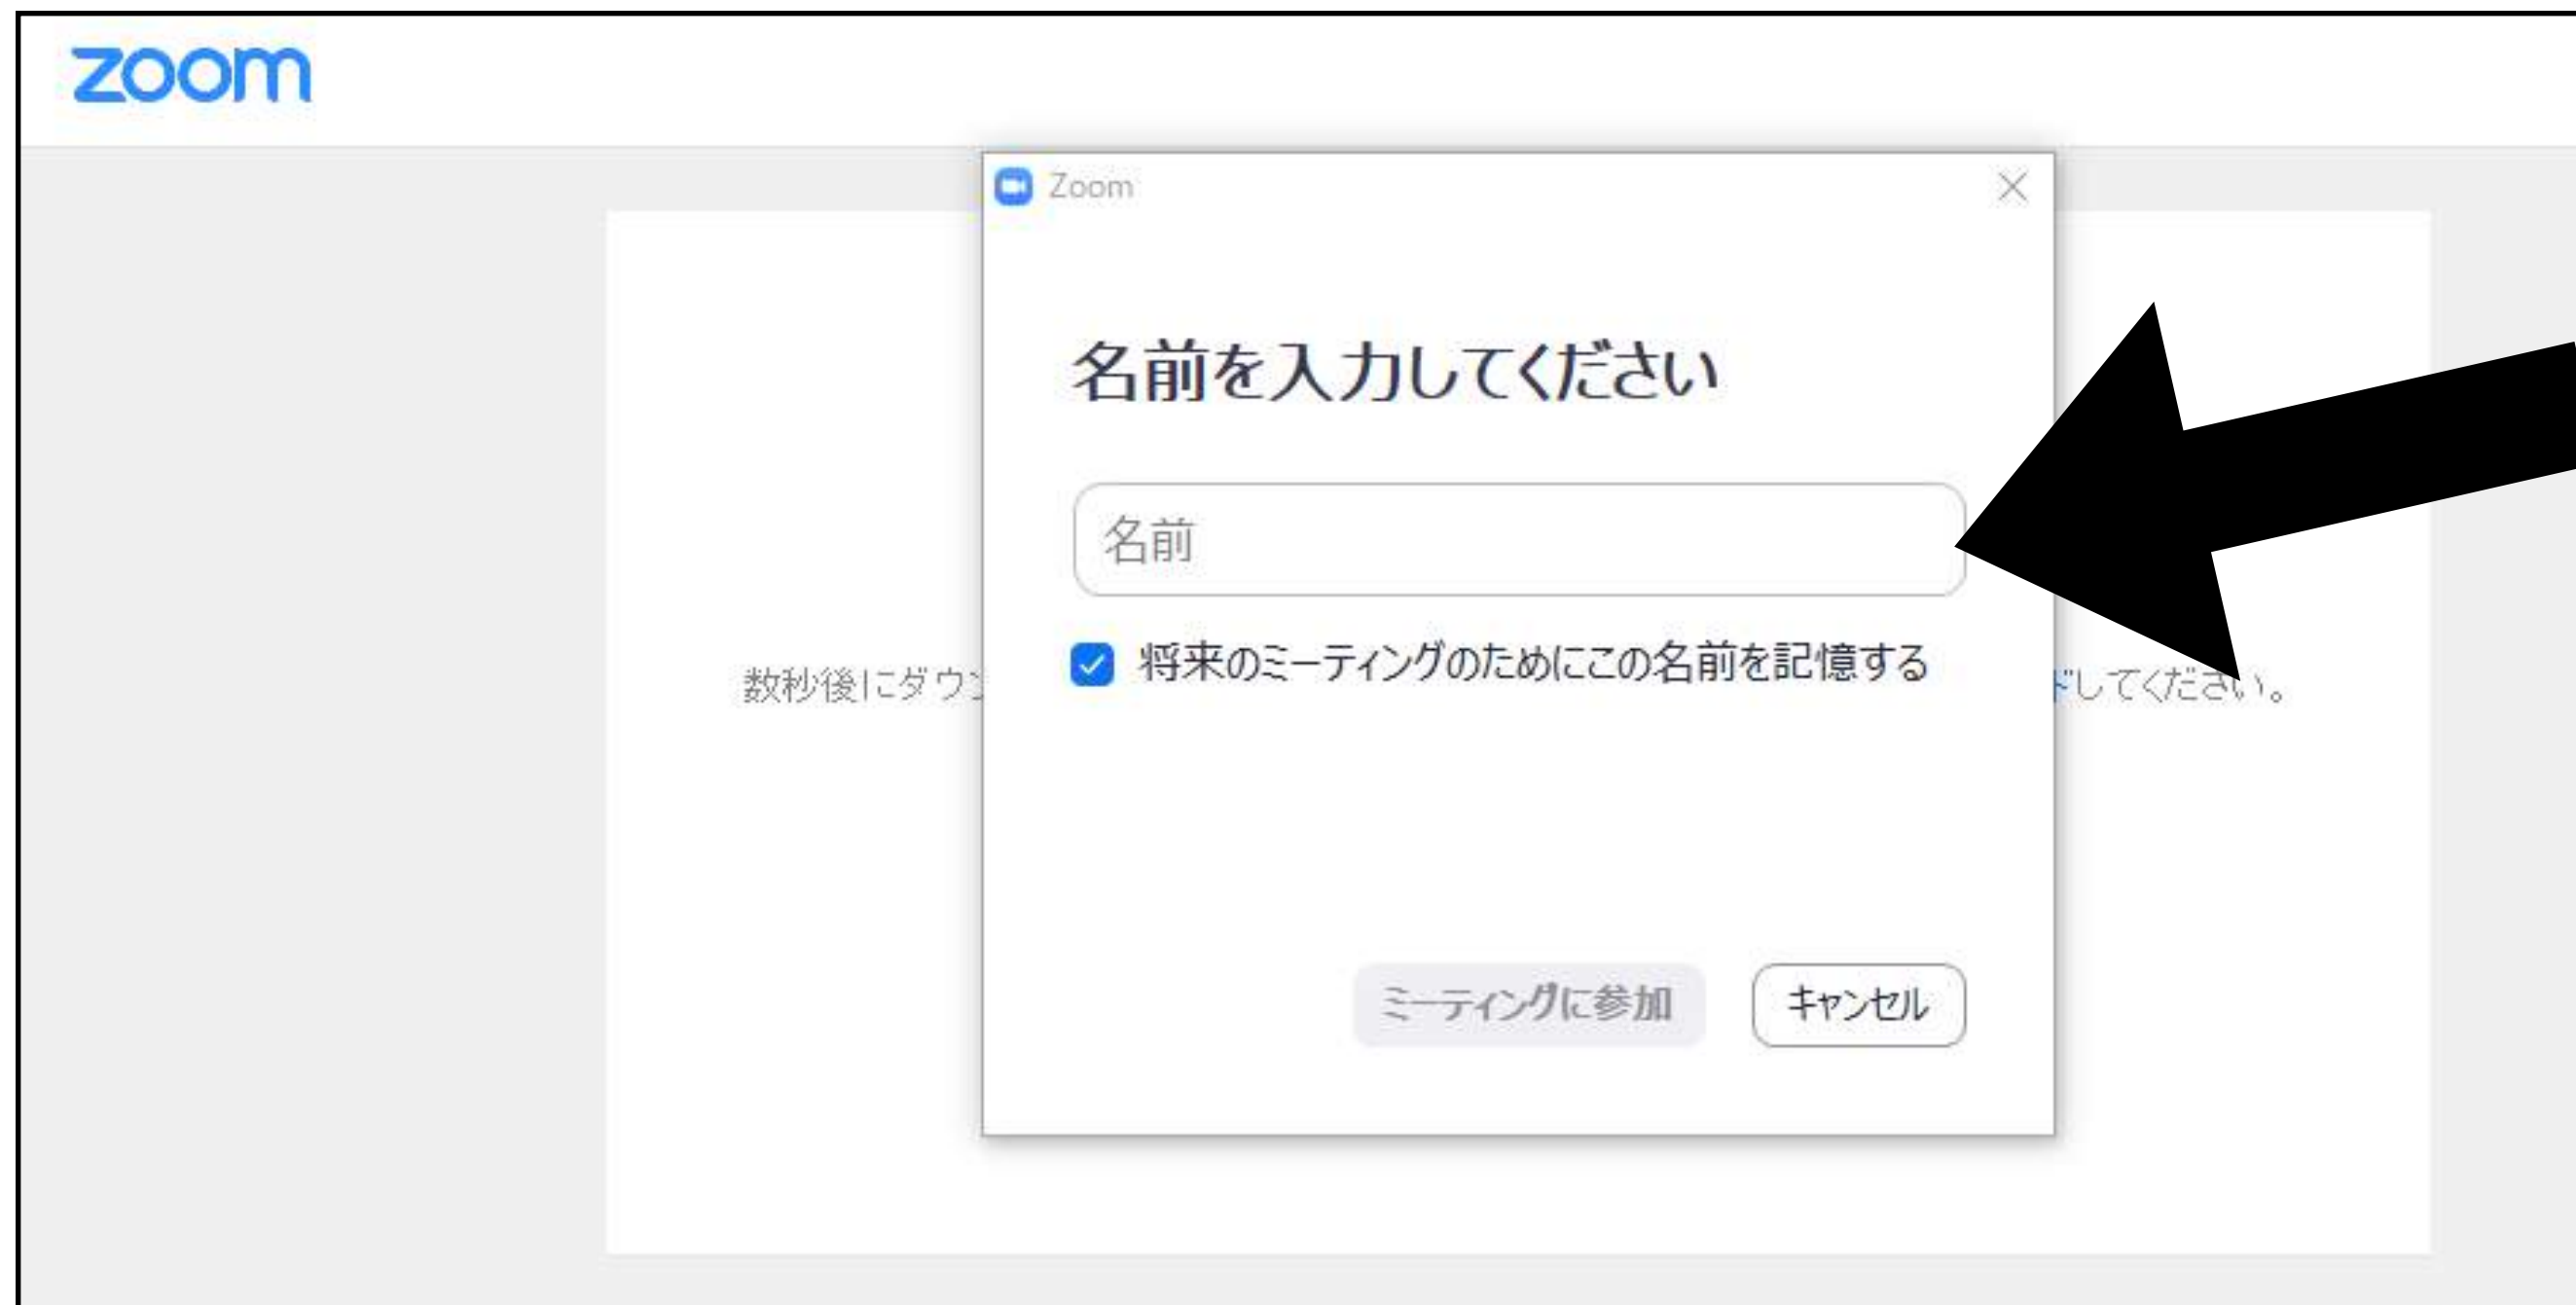 zoom
Zoom
名前を入力してください
名前
将来のミーティングのためにこの名前を記憶する
数秒後にダウン
ドしてください。
ミーティングに参加
キャンセル